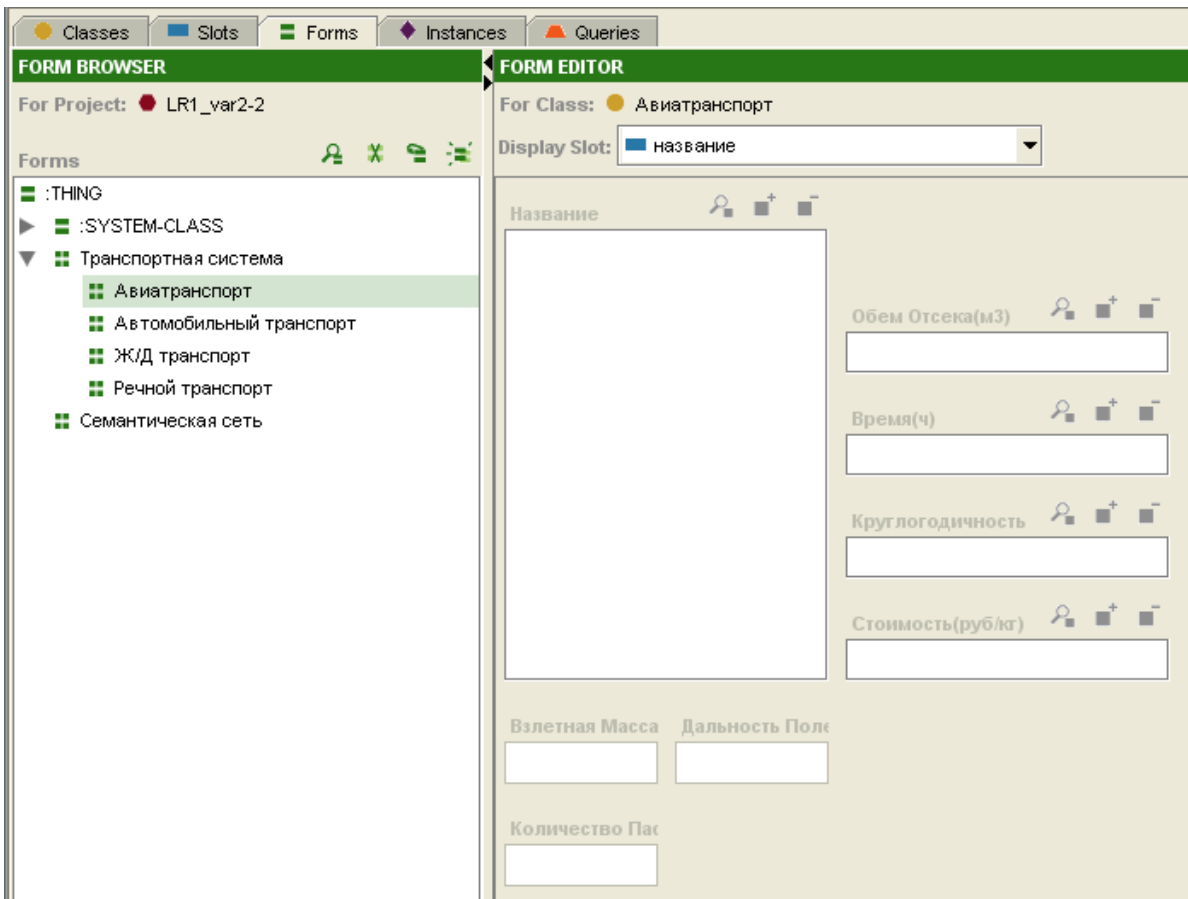 Classes Slots Forms Instances Queries
FORM BROWSER
For Project: LR1_var2-2
Forms
:THING
:SYSTEM-CLASS
Транспортная система
Авиатранспорт
Автомобильный транспорт
Ж/Д транспорт
Речной транспорт
Семантическая сеть
FORM EDITOR
For Class: Авиатранспорт
Display Slot: название
Название
Обем Отсека(м3)
Время(ч)
Круглогодичность
Стоимость(руб/кг)
Взлетная Масса Дальность Поле
Количество Пас